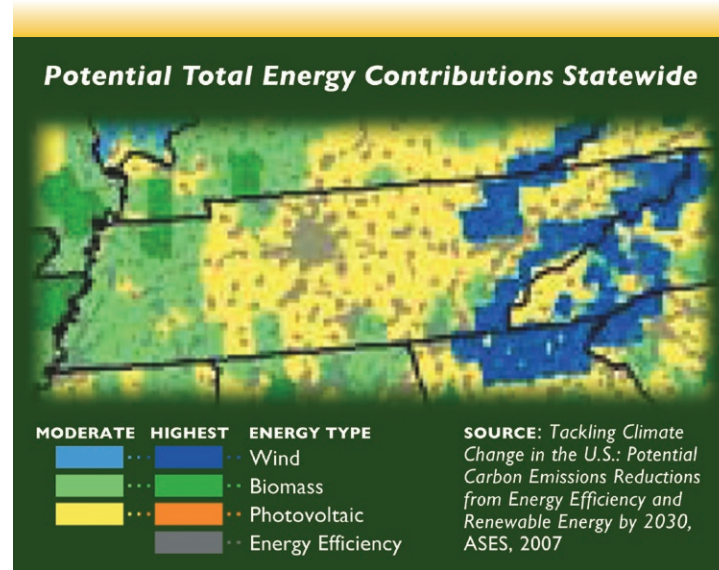 Potential Total Energy Contributions Statewide
MODERATE HIGHEST ENERGY TYPE
Wind
Biomass
Photovoltaic
Energy Efficiency
SOURCE: Tackling Climate
Change in the U.S.: Potential
Carbon Emissions Reductions
from Energy Efficiency and
Renewable Energy by 2030,
ASES, 2007